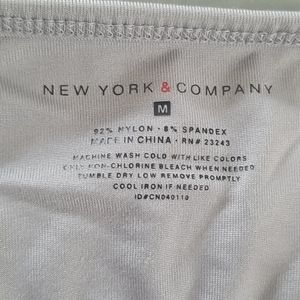 NEW YORK & COMPANY
M
92% NYLON • 8% SPANDEX
MADE IN CHINA • RN# 23243
MACHINE WASH COLD WITH LIKE COLORS
ONLY NON-CHLORINE BLEACH WHEN NEEDED
TUMBLE DRY LOW REMOVE PROMPTLY
COOL IRON IF NEEDED
ID#CN040110